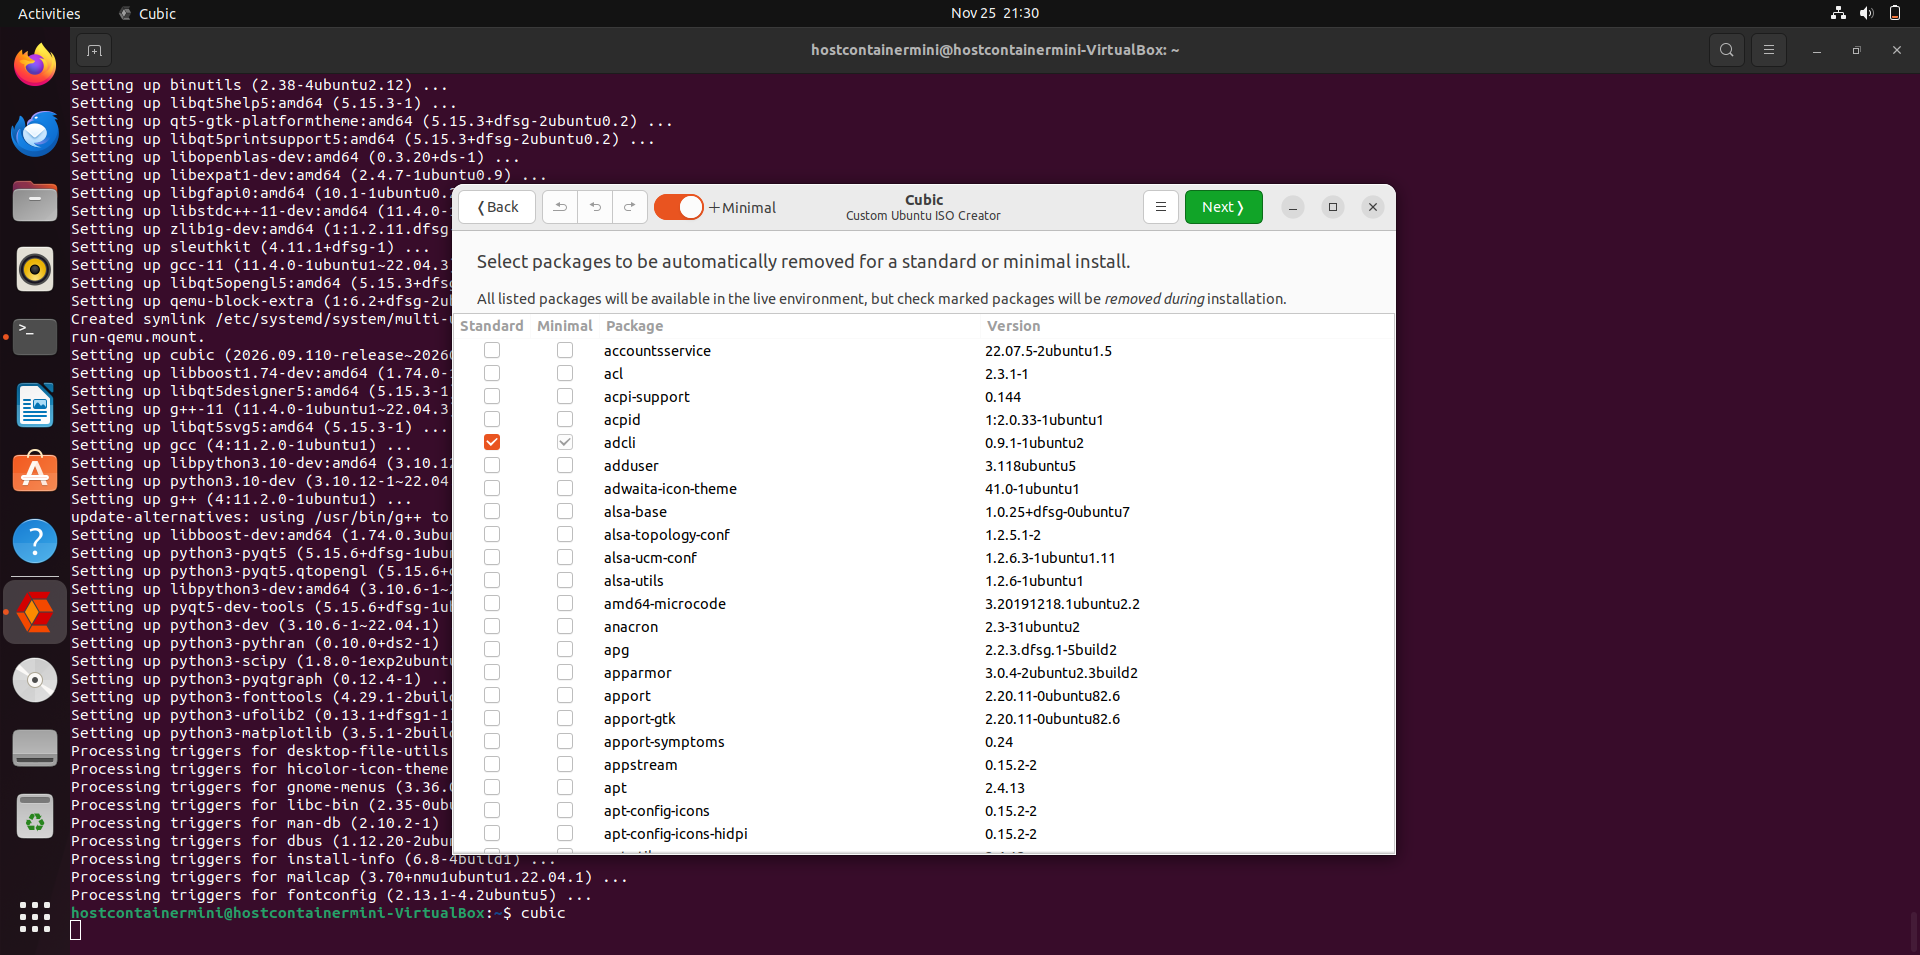 Activities
Cubic
Nov 25 21:30
hostcontainermini@hostcontainermini-VirtualBox: ~
Setting up binutils (2.38-4ubuntu2.12) ...
Setting up libqt5help5:amd64 (5.15.3-1) ...
Setting up qt5-gtk-platformtheme:amd64 (5.15.3+dfsg-2ubuntu0.2) ...
Setting up libqt5printsupport5:amd64 (5.15.3+dfsg-2ubuntu0.2) ...
Setting up libopenblas-dev:amd64 (0.3.20+ds-1) ...
Setting up libexpat1-dev:amd64 (2.4.7-1ubuntu0.9) ...
Setting up libgfapi0:amd64 (10.1-1ubuntu0.
Setting up libstdc++-11-dev:amd64 (11.4.0-
Setting up zlib1g-dev:amd64 (1:1.2.11.dfsg
Setting up sleuthkit (4.11.1+dfsg-1) ...
Setting up gcc-11 (11.4.0-1ubuntu1~22.04.3
Setting up libqt5opengl5:amd64 (5.15.3+dfs
Setting up qemu-block-extra (1:6.2+dfsg-2u
Created symlink /etc/systemd/system/multi-
run-qemu.mount.
Setting up cubic (2026.09.110-release~2026
Setting up libboost1.74-dev:amd64 (1.74.0-
Setting up libqt5designer5:amd64 (5.15.3-1
Setting up g++-11 (11.4.0-1ubuntu1~22.04.3
Setting up libqt5svg5:amd64 (5.15.3-1) ...
Setting up gcc (4:11.2.0-1ubuntu1) ...
Setting up libpython3.10-dev:amd64 (3.10.1
Setting up python3.10-dev (3.10.12-1~22.04
Setting up g++ (4:11.2.0-1ubuntu1) ...
update-alternatives: using /usr/bin/g++ to
Setting up libboost-dev:amd64 (1.74.0.3ubu
Setting up python3-pyqt5 (5.15.6+dfsg-1ubu
Setting up python3-pyqt5.qtopengl (5.15.6+
Setting up libpython3-dev:amd64 (3.10.6-1~
Setting up pyqt5-dev-tools (5.15.6+dfsg-1u
Setting up python3-dev (3.10.6-1~22.04.1)
Setting up python3-pythran (0.10.0+ds2-1)
Setting up python3-scipy (1.8.0-1exp2ubunt
Setting up python3-pyqtgraph (0.12.4-1) ..
Setting up python3-fonttools (4.29.1-2buil
Setting up python3-ufolib2 (0.13.1+dfsg1-1
Setting up python3-matplotlib (3.5.1-2buil
Processing triggers for desktop-file-utils
Processing triggers for hicolor-icon-theme
Processing triggers for gnome-menus (3.36.
Processing triggers for libc-bin (2.35-0ub
Processing triggers for man-db (2.10.2-1)
Processing triggers for dbus (1.12.20-2ubu
Processing triggers for install-info (6.8-4build1) ...
Processing triggers for mailcap (3.70+nmu1ubuntu1.22.04.1) ...
Processing triggers for fontconfig (2.13.1-4.2ubuntu5) ...
hostcontainermini@hostcontainermini-VirtualBox:~$ cubic
Back
+Minimal
Cubic
Custom Ubuntu ISO Creator
Next
Select packages to be automatically removed for a standard or minimal install.
All listed packages will be available in the live environment, but check marked packages will be removed during installation.
Standard Minimal Package Version
accountsservice 22.07.5-2ubuntu1.5
acl 2.3.1-1
acpi-support 0.144
acpid 1:2.0.33-1ubuntu1
adcli 0.9.1-1ubuntu2
adduser 3.118ubuntu5
adwaita-icon-theme 41.0-1ubuntu1
alsa-base 1.0.25+dfsg-0ubuntu7
alsa-topology-conf 1.2.5.1-2
alsa-ucm-conf 1.2.6.3-1ubuntu1.11
alsa-utils 1.2.6-1ubuntu1
amd64-microcode 3.20191218.1ubuntu2.2
anacron 2.3-31ubuntu2
apg 2.2.3.dfsg.1-5build2
apparmor 3.0.4-2ubuntu2.3build2
apport 2.20.11-0ubuntu82.6
apport-gtk 2.20.11-0ubuntu82.6
apport-symptoms 0.24
appstream 0.15.2-2
apt 2.4.13
apt-config-icons 0.15.2-2
apt-config-icons-hidpi 0.15.2-2